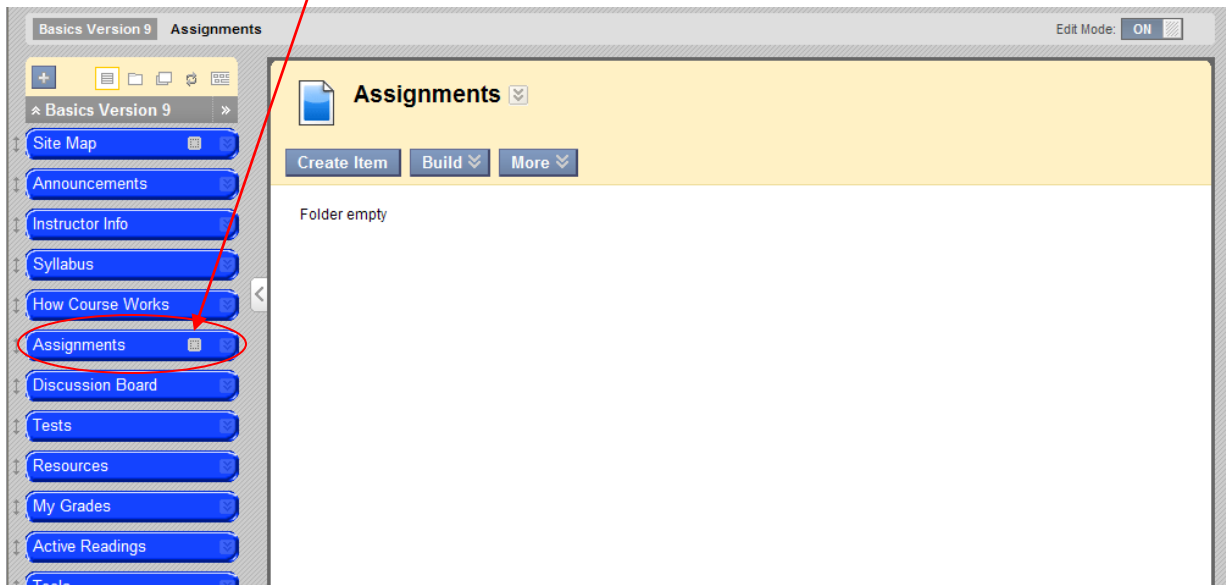 Basics Version 9 Assignments Edit Mode: ON
Basics Version 9
Site Map
Announcements
Instructor Info
Syllabus
How Course Works
Assignments
Discussion Board
Tests
Resources
My Grades
Active Readings
Tools
Assignments
Create Item Build More
Folder empty